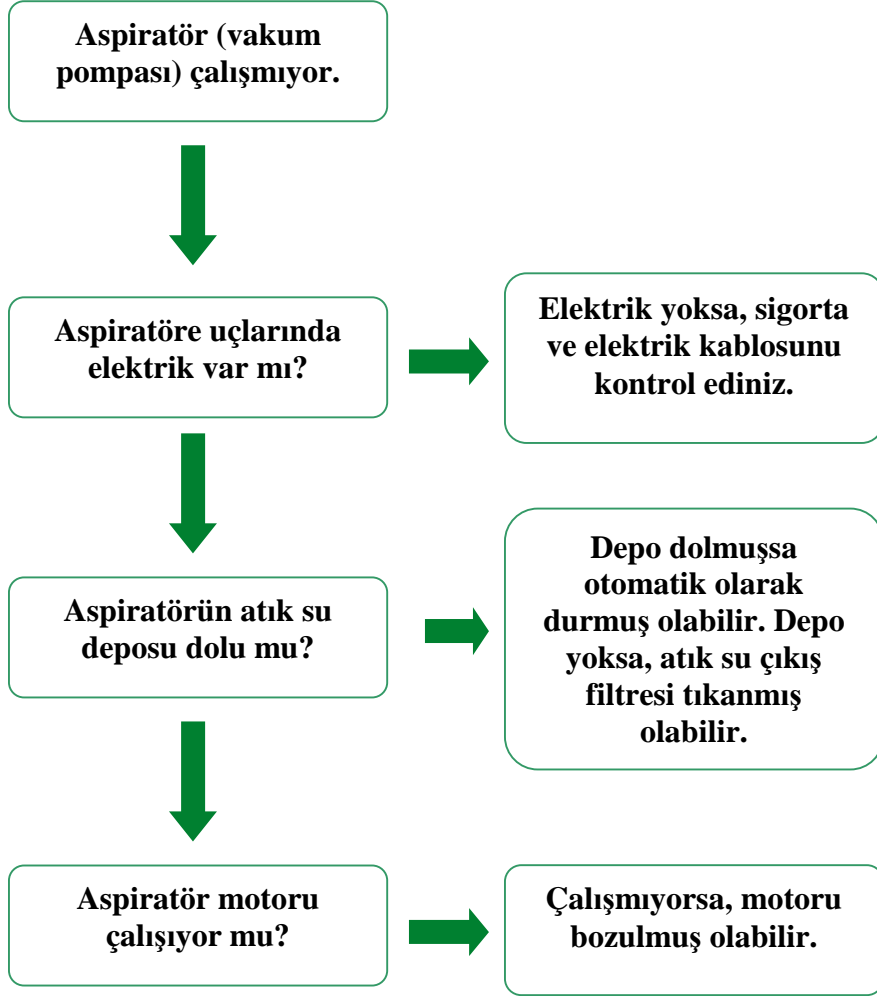 Aspiratör (vakum
pompası) çalışmıyor.
Aspiratöre uçlarında
elektrik var mı?
Elektrik yoksa, sigorta
ve elektrik kablosunu
kontrol ediniz.
Aspiratörün atık su
deposu dolu mu?
Depo dolmuşsa
otomatik olarak
durmuş olabilir. Depo
yoksa, atık su çıkış
filtresi tıkanmış
olabilir.
Aspiratör motoru
çalışıyor mu?
Çalışmıyorsa, motoru
bozulmuş olabilir.